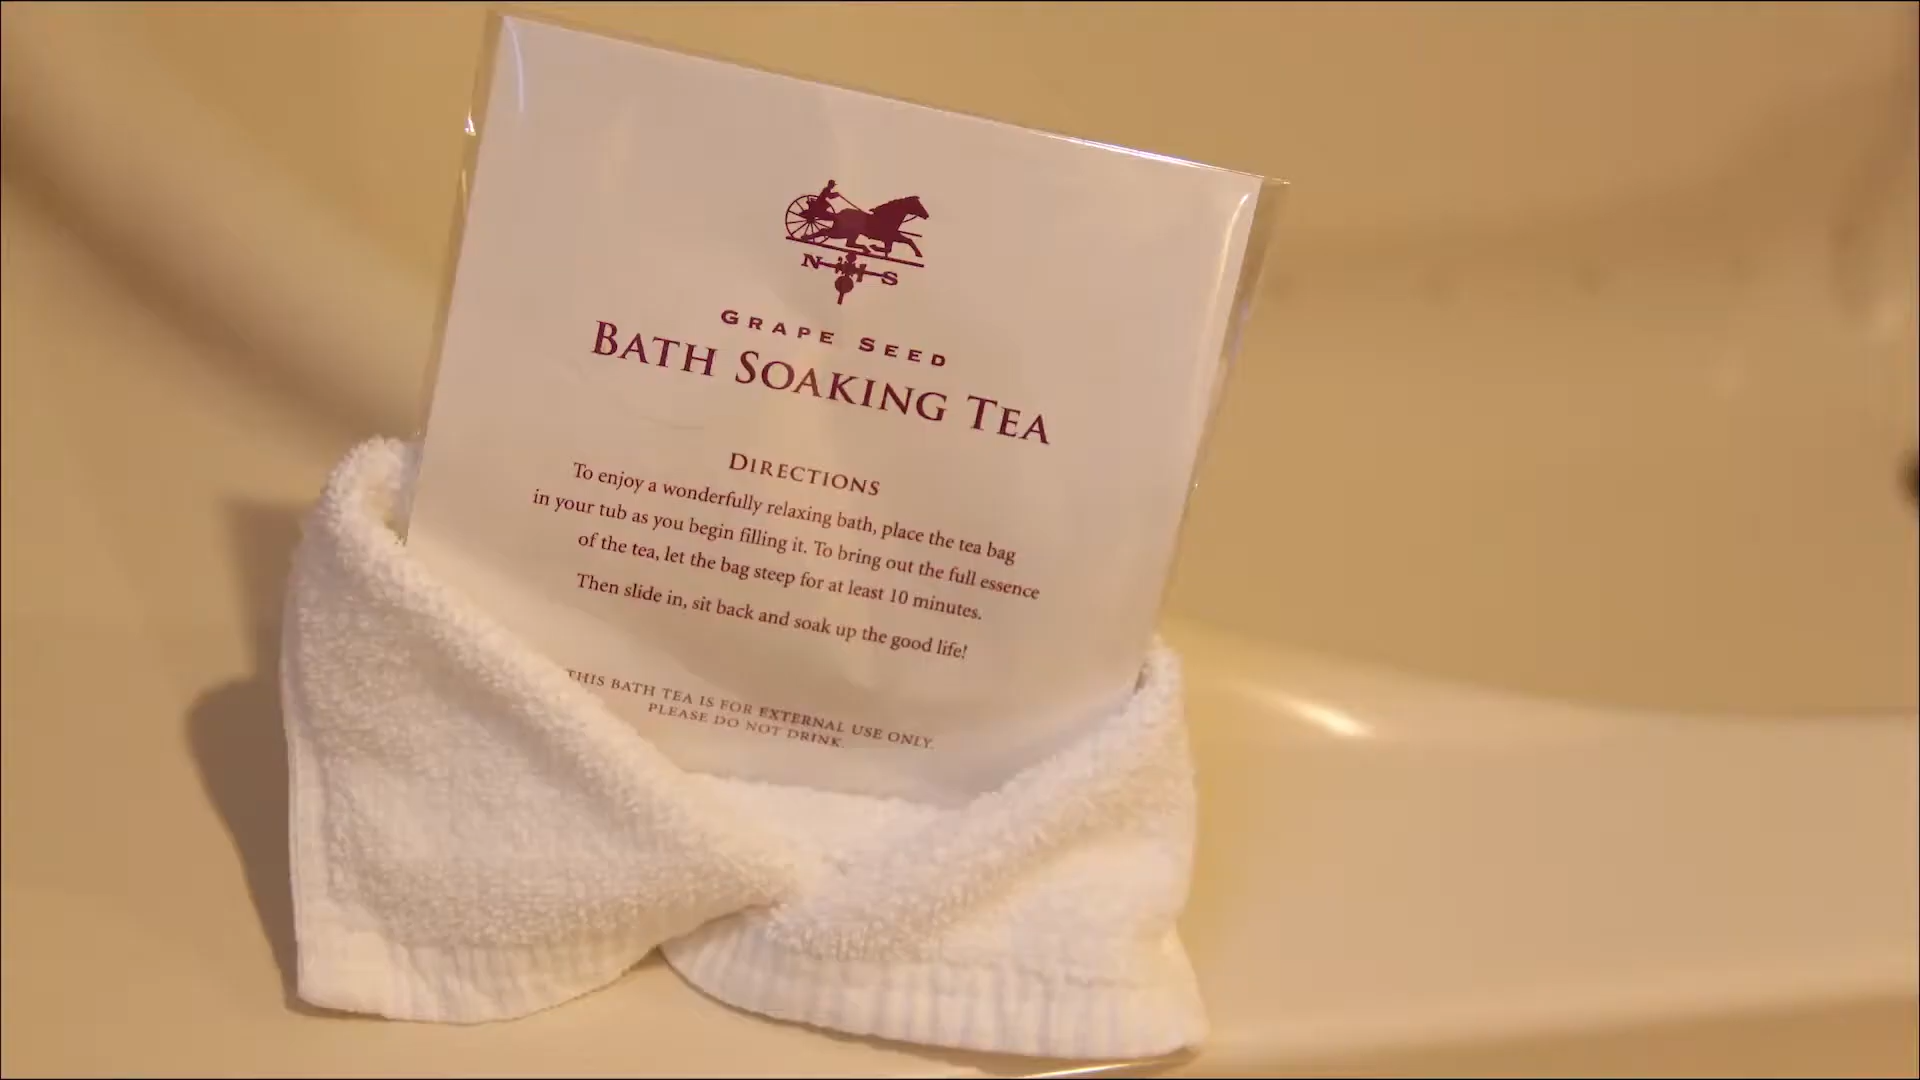 N S
GRAPE SEED
BATH SOAKING TEA
DIRECTIONS
To enjoy a wonderfully relaxing bath, place the tea bag
in your tub as you begin filling it. To bring out the full essence
of the tea, let the bag steep for at least 10 minutes.
Then slide in, sit back and soak up the good life!
THIS BATH TEA IS FOR EXTERNAL USE ONLY.
PLEASE DO NOT DRINK.